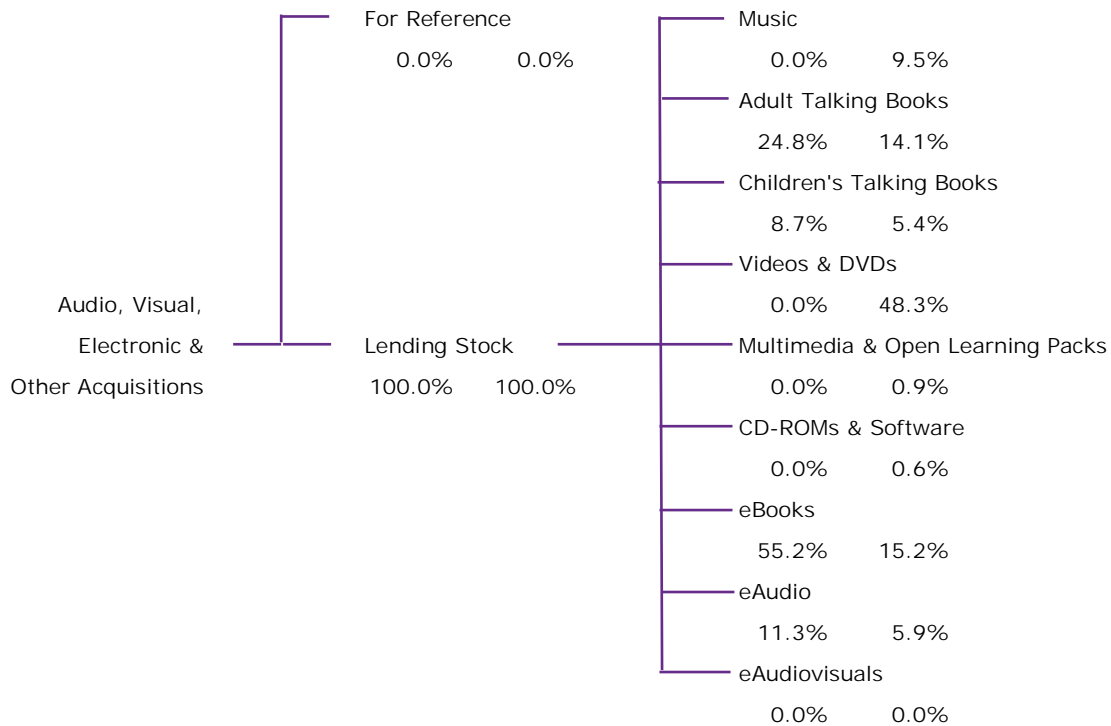 For Reference
0.0% 0.0%
Audio, Visual,
Electronic &
Other Acquisitions
Lending Stock
100.0% 100.0%
Music
0.0% 9.5%
Adult Talking Books
24.8% 14.1%
Children's Talking Books
8.7% 5.4%
Videos & DVDs
0.0% 48.3%
Multimedia & Open Learning Packs
0.0% 0.9%
CD-ROMs & Software
0.0% 0.6%
eBooks
55.2% 15.2%
eAudio
11.3% 5.9%
eAudiovisuals
0.0% 0.0%